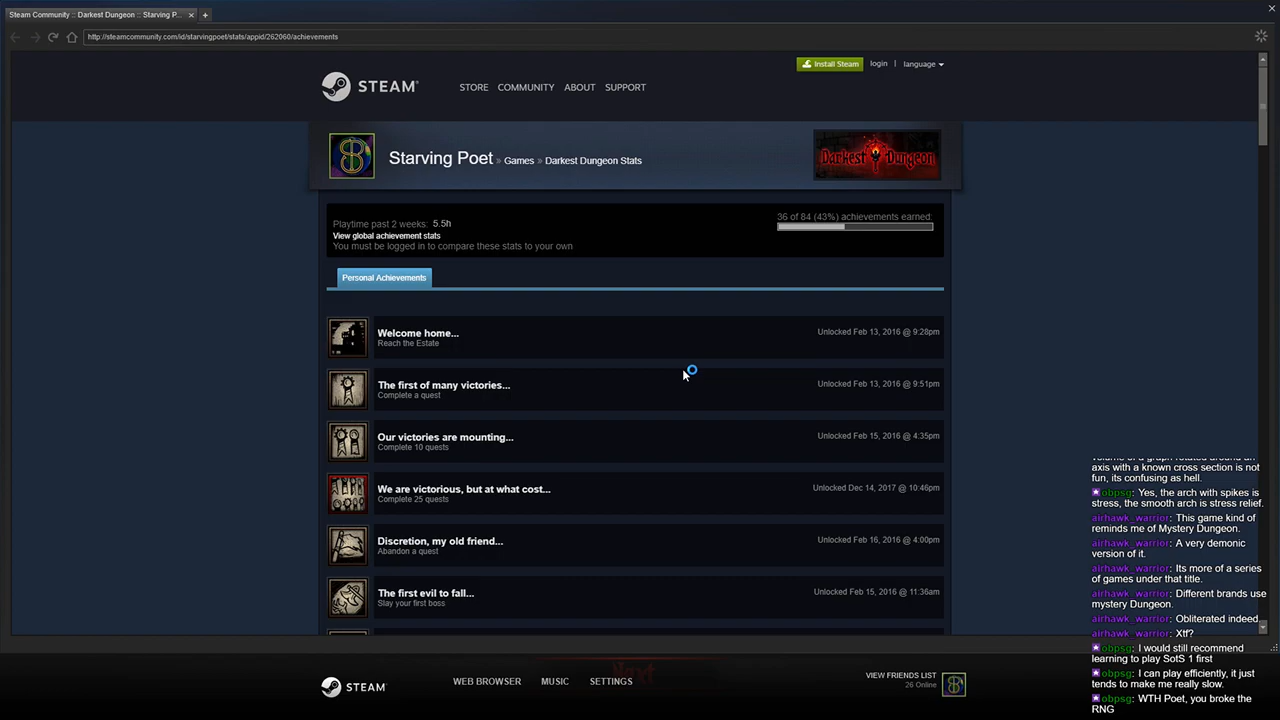 Steam Community :: Darkest Dungeon :: Starving P...
http://steamcommunity.com/id/starvingpoet/stats/appid/262060/achievements
Install Steam login | language
STEAM®
STORE COMMUNITY ABOUT SUPPORT
Starving Poet » Games » Darkest Dungeon Stats
Darkest Dungeon
Playtime past 2 weeks: 5.5h
View global achievement stats
You must be logged in to compare these stats to your own
36 of 84 (43%) achievements earned:
Personal Achievements
Welcome home...
Reach the Estate
Unlocked Feb 13, 2016 @ 9:28pm
The first of many victories...
Complete a quest
Unlocked Feb 13, 2016 @ 9:51pm
Our victories are mounting...
Complete 10 quests
Unlocked Feb 15, 2016 @ 4:35pm
We are victorious, but at what cost...
Complete 25 quests
Unlocked Dec 14, 2017 @ 10:46pm
Discretion, my old friend...
Abandon a quest
Unlocked Feb 16, 2016 @ 4:00pm
The first evil to fall...
Slay your first boss
Unlocked Feb 15, 2016 @ 11:36am
volume of a graph rotated around an
axis with a known cross section is not
fun, its confusing as hell.
obpsg: Yes, the arch with spikes is
stress, the smooth arch is stress relief.
airhawk_warrior: This game kind of
reminds me of Mystery Dungeon.
airhawk_warrior: A very demonic
version of it.
airhawk_warrior: Its more of a series
of games under that title.
airhawk_warrior: Different brands use
mystery Dungeon.
airhawk_warrior: Obliterated indeed.
airhawk_warrior: Xtf?
obpsg: I would still recommend
learning to play SotS 1 first
obpsg: I can play efficiently, it just
tends to make me really slow.
obpsg: WTH Poet, you broke the
RNG
Next
STEAM®
WEB BROWSER MUSIC SETTINGS
VIEW FRIENDS LIST
26 Online